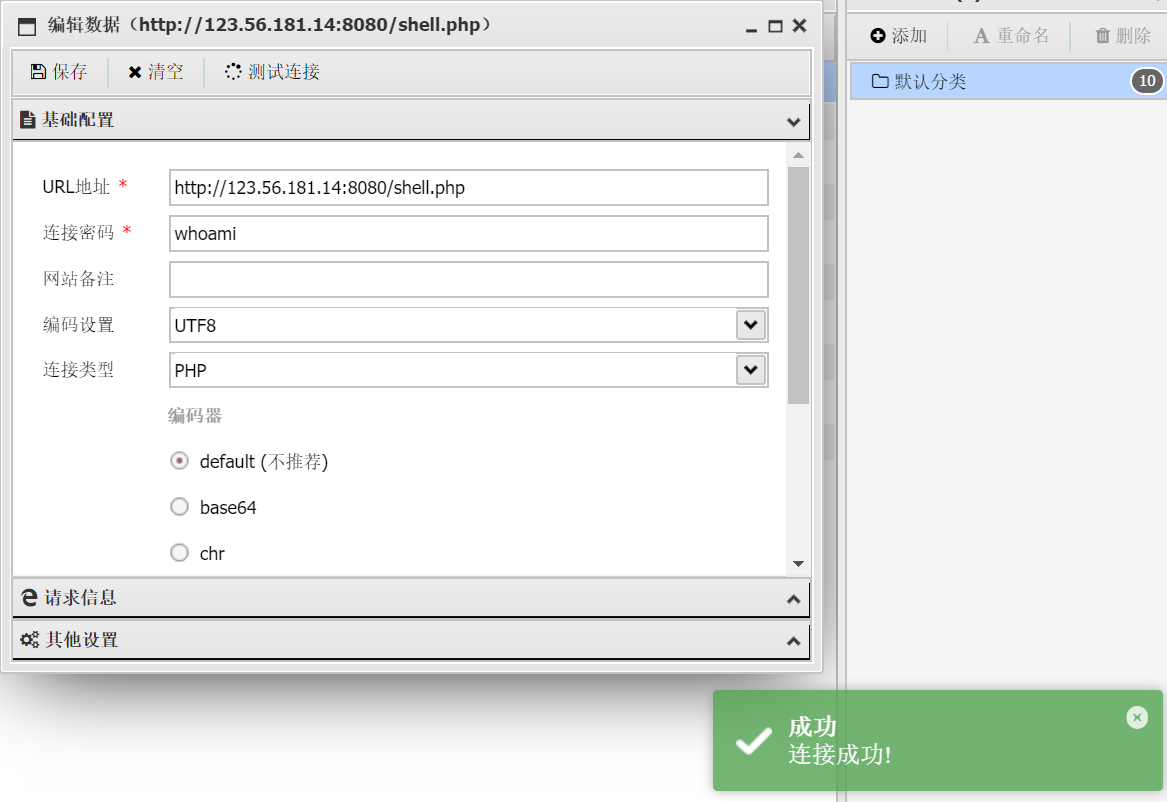 编辑数据（http://123.56.181.14:8080/shell.php）
保存 清空 测试连接
基础配置
URL地址 * http://123.56.181.14:8080/shell.php
连接密码 * whoami
网站备注
编码设置 UTF8
连接类型 PHP
编码器
default (不推荐)
base64
chr
请求信息
其他设置
添加 重命名 删除
默认分类 10
成功
连接成功!